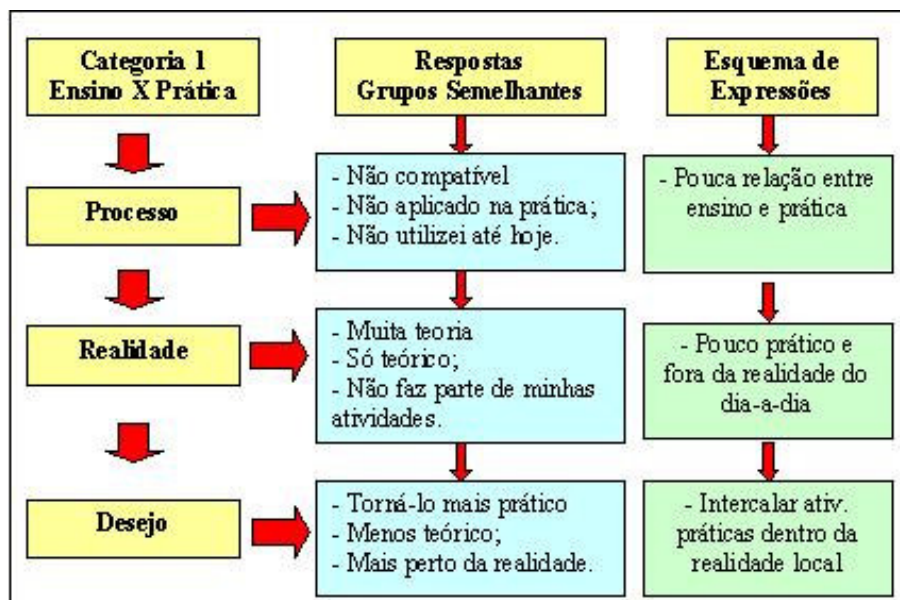 Categoria 1
Ensino X Prática
Respostas
Grupos Semelhantes
Esquema de
Expressões
Processo
- Não compatível
- Não aplicado na prática;
- Não utilizei até hoje.
- Pouca relação entre
ensino e prática
Realidade
- Muita teoria
- Só teórico;
- Não faz parte de minhas
atividades.
- Pouco prático e
fora da realidade do
dia-a-dia
Desejo
- Torná-lo mais prático
- Menos teórico;
- Mais perto da realidade.
- Intercalar ativ.
práticas dentro da
realidade local